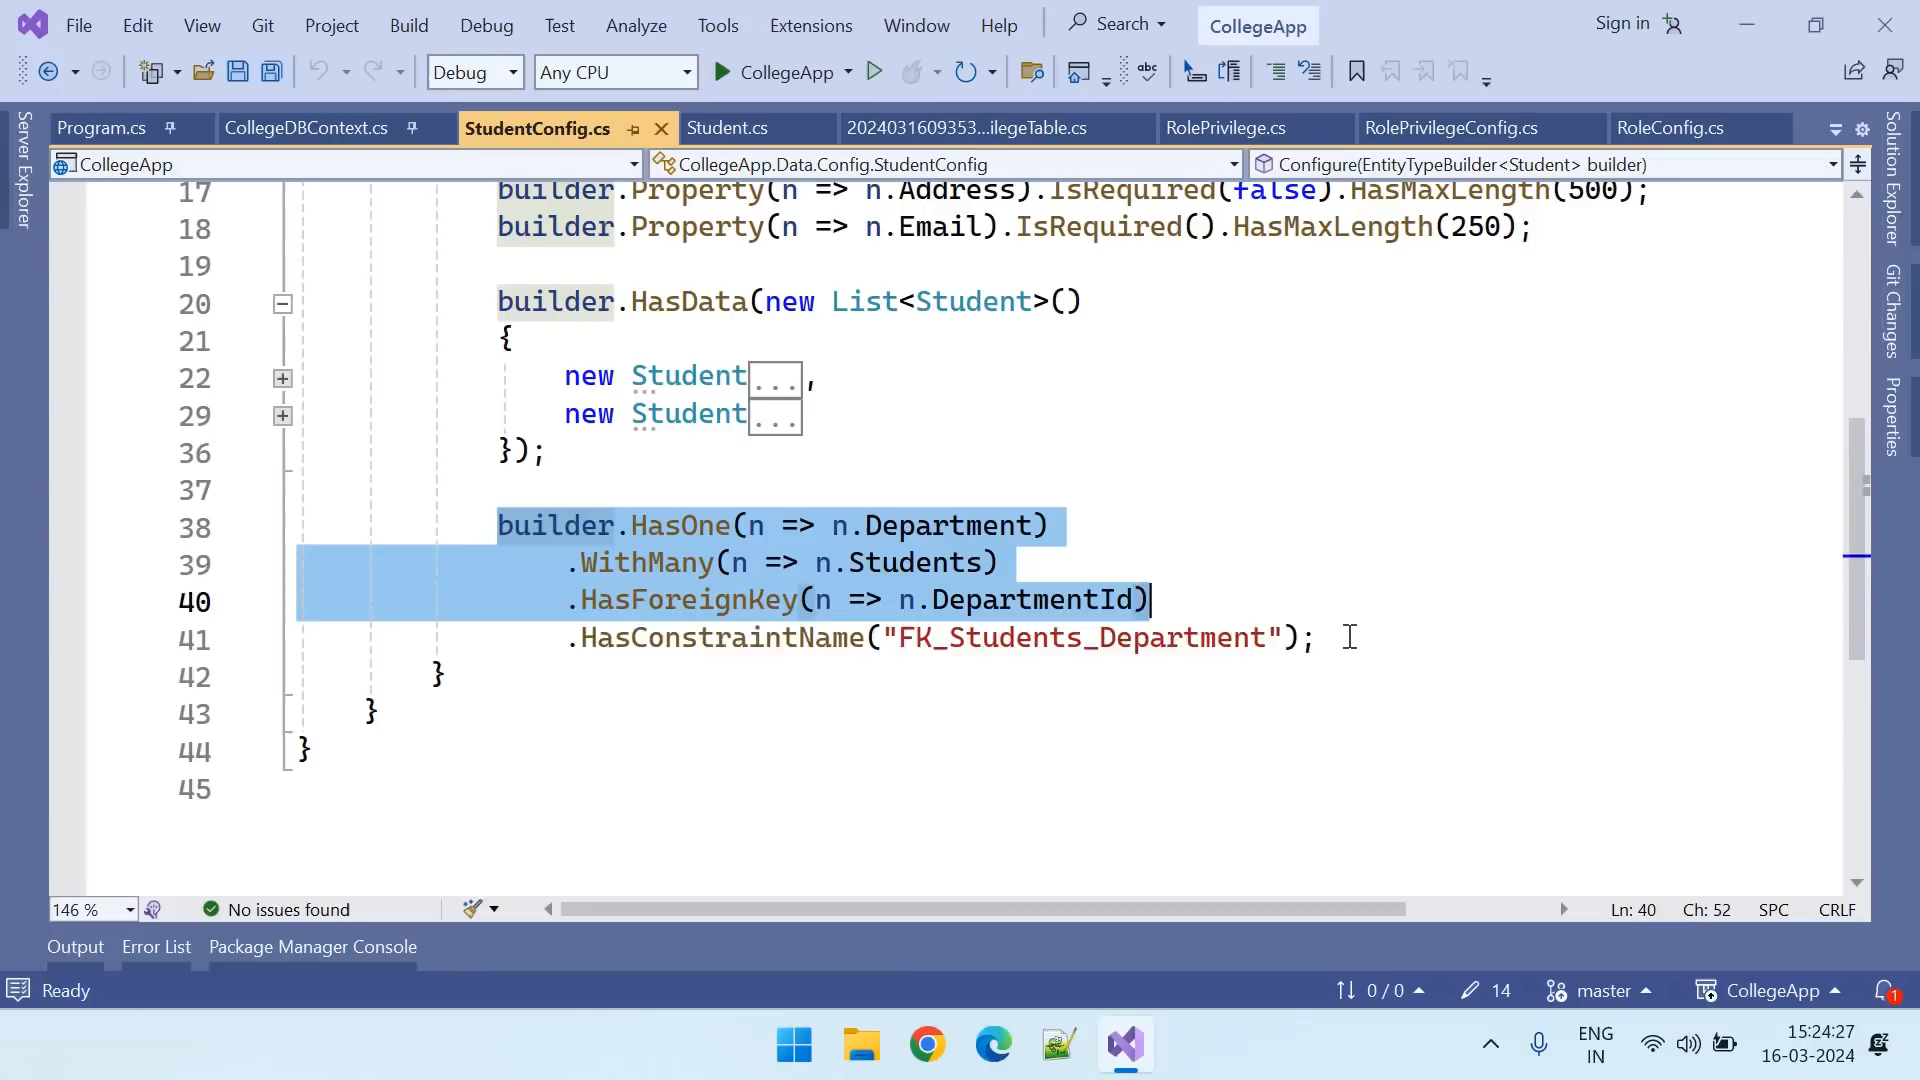 File Edit View Git Project Build Debug Test Analyze Tools Extensions Window Help Search CollegeApp Sign in
Debug Any CPU CollegeApp abc
Program.cs CollegeDBContext.cs StudentConfig.cs Student.cs 2024031609353...ilegeTable.cs RolePrivilege.cs RolePrivilegeConfig.cs RoleConfig.cs
CollegeApp CollegeApp.Data.Config.StudentConfig Configure(EntityTypeBuilder<Student> builder)
Server Explorer
17 builder.Property(n => n.Address).IsRequired(false).HasMaxLength(500);
18 builder.Property(n => n.Email).IsRequired().HasMaxLength(250);
19
20 builder.HasData(new List<Student>()
21 {
22 new Student...,
29 new Student...
36 });
37
38 builder.HasOne(n => n.Department)
39 .WithMany(n => n.Students)
40 .HasForeignKey(n => n.DepartmentId)
41 .HasConstraintName("FK_Students_Department");
42 }
43 }
44 }
45
Solution Explorer
Git Changes
Properties
146 % No issues found Ln: 40 Ch: 52 SPC CRLF
Output Error List Package Manager Console
Ready 0 / 0 14 master CollegeApp 1
ENG
IN
15:24:27
16-03-2024